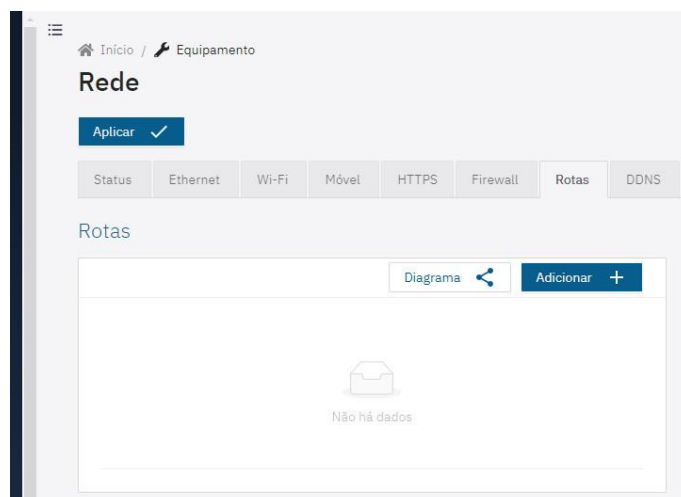 Início / Equipamento
Rede
Aplicar
Status Ethernet Wi-Fi Móvel HTTPS Firewall Rotas DDNS
Rotas
Diagrama Adicionar +
Não há dados